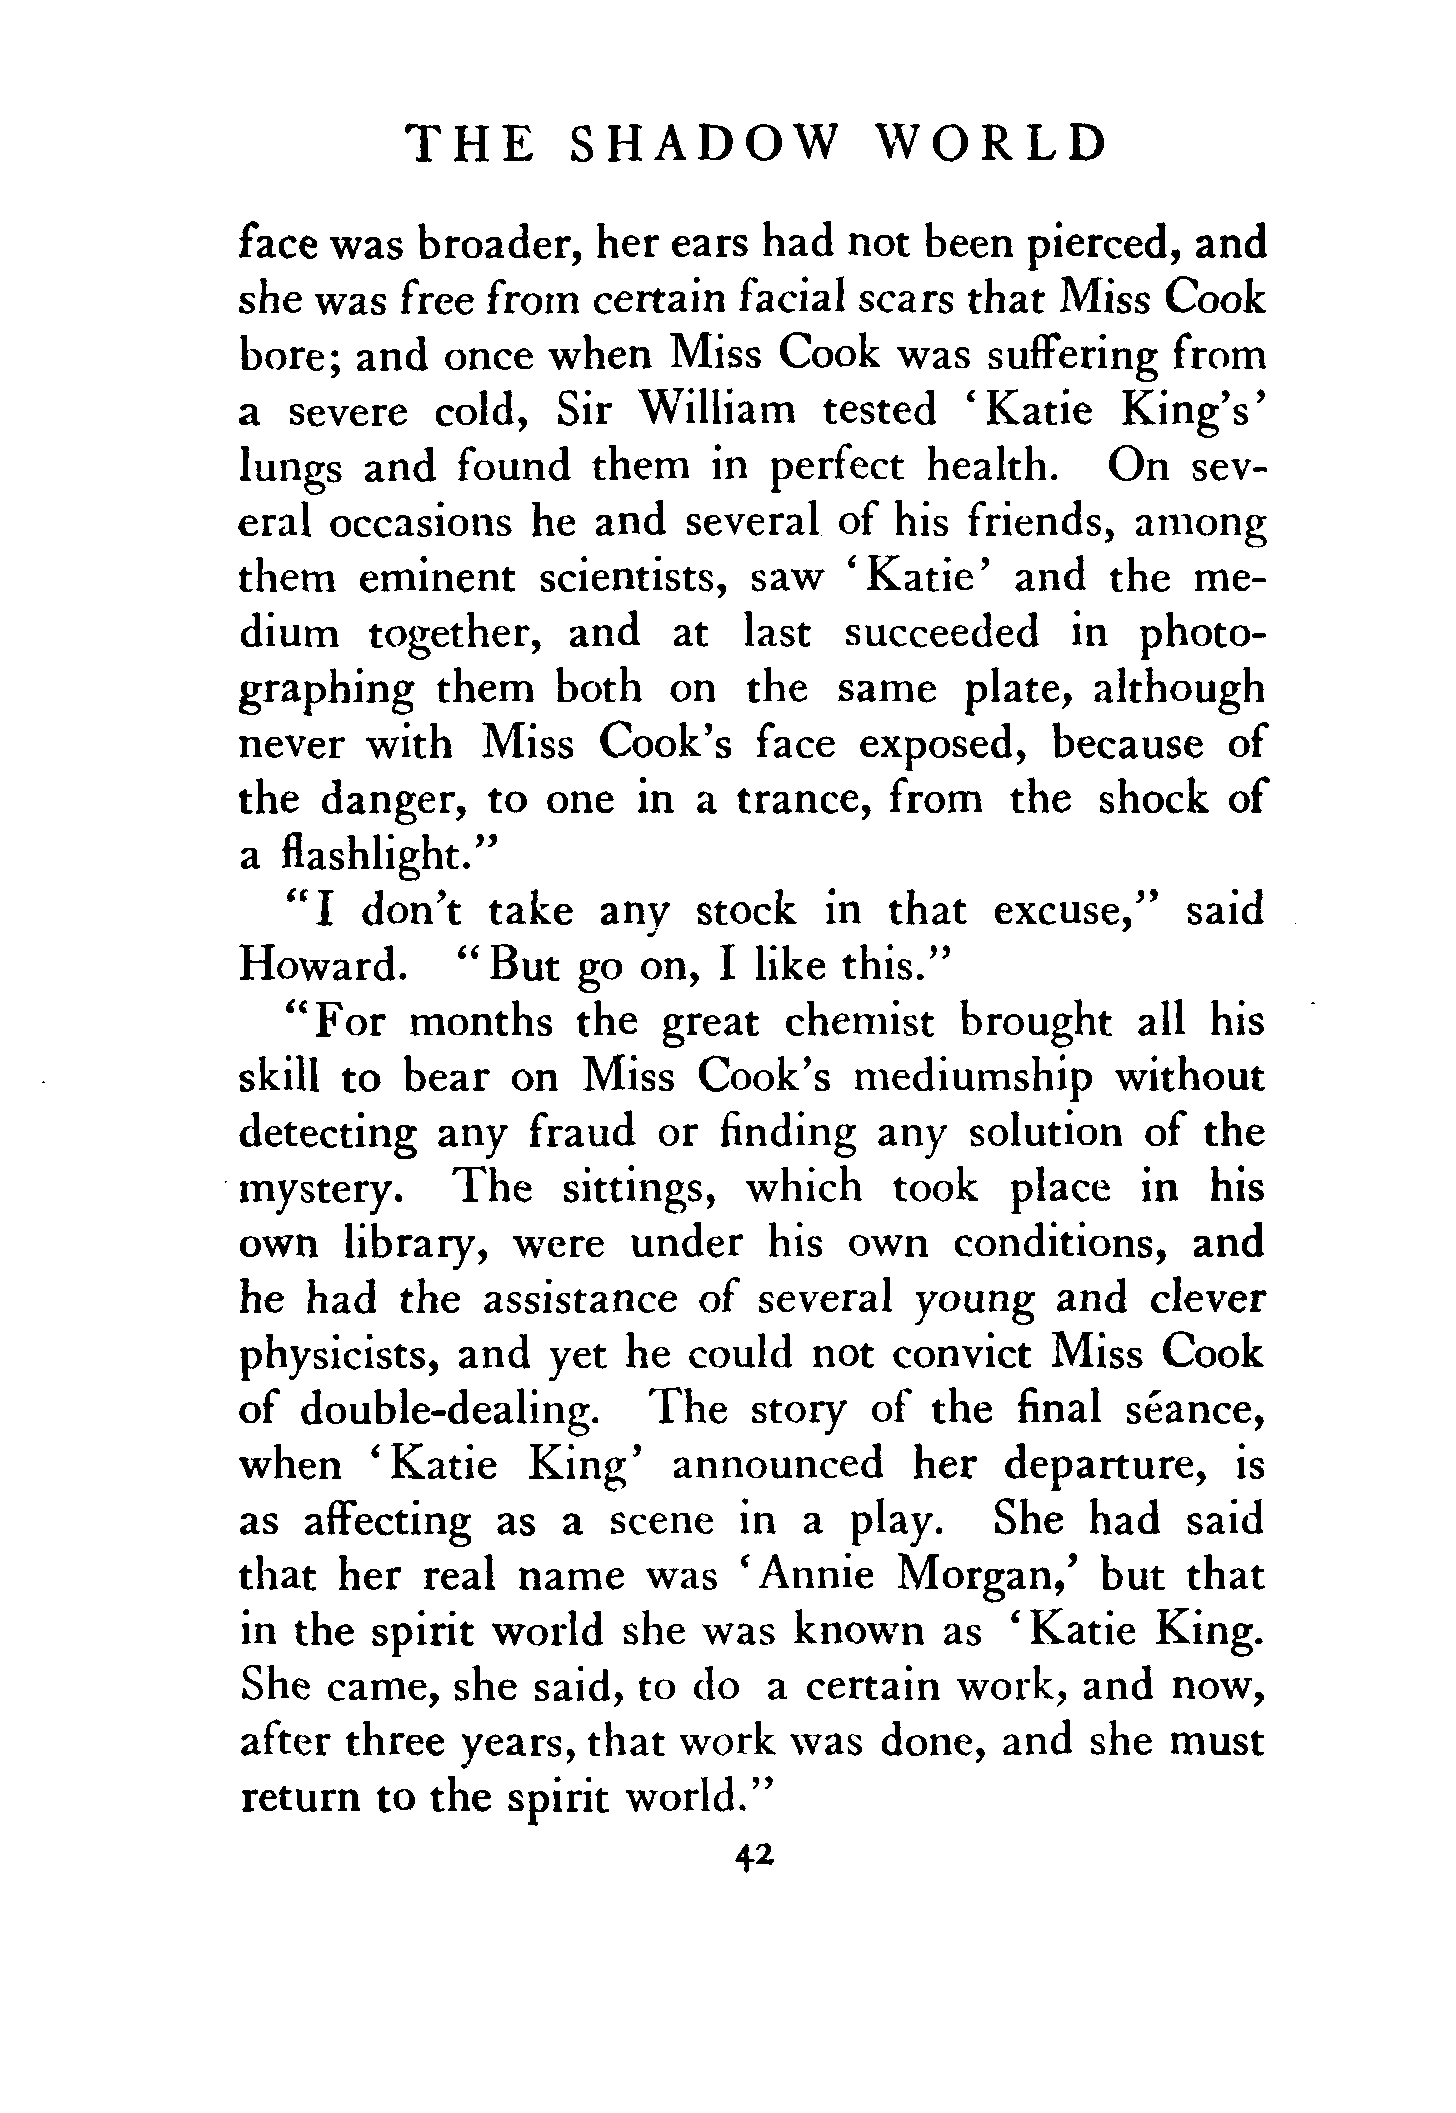 THE SHADOW WORLD
face was broader, her ears had not been pierced, and
she was free from certain facial scars that Miss Cook
bore; and once when Miss Cook was suffering from
a severe cold, Sir William tested ‘Katie King’s’
lungs and found them in perfect health. On sev-
eral occasions he and several of his friends, among
them eminent scientists, saw ‘Katie’ and the me-
dium together, and at last succeeded in photo-
graphing them both on the same plate, although
never with Miss Cook’s face exposed, because of
the danger, to one in a trance, from the shock of
a flashlight.”
“I don’t take any stock in that excuse,” said
Howard. “But go on, I like this.”
“For months the great chemist brought all his
skill to bear on Miss Cook’s mediumship without
detecting any fraud or finding any solution of the
mystery. The sittings, which took place in his
own library, were under his own conditions, and
he had the assistance of several young and clever
physicists, and yet he could not convict Miss Cook
of double-dealing. The story of the final séance,
when ‘Katie King’ announced her departure, is
as affecting as a scene in a play. She had said
that her real name was ‘Annie Morgan,’ but that
in the spirit world she was known as ‘Katie King.
She came, she said, to do a certain work, and now,
after three years, that work was done, and she must
return to the spirit world.”
42